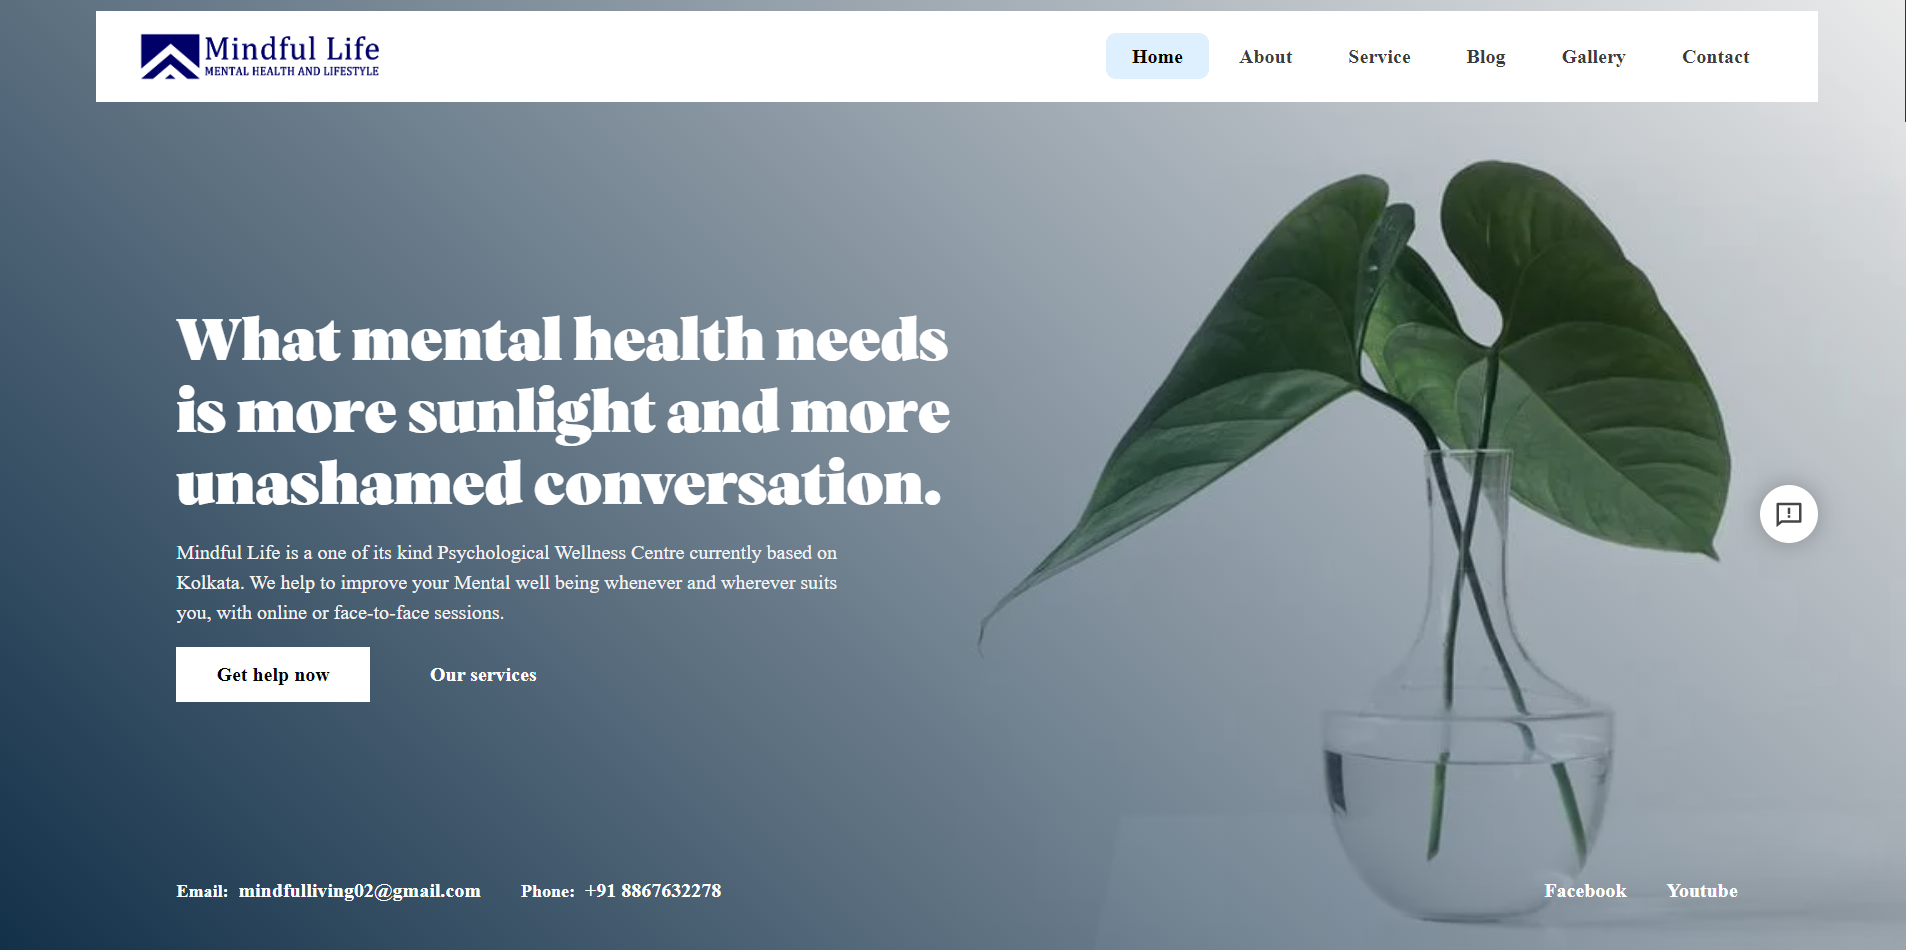 Mindful Life
MENTAL HEALTH AND LIFESTYLE
Home
About
Service
Blog
Gallery
Contact
What mental health needs
is more sunlight and more
unashamed conversation.
Mindful Life is a one of its kind Psychological Wellness Centre currently based on
Kolkata. We help to improve your Mental well being whenever and wherever suits
you, with online or face-to-face sessions.
Get help now
Our services
Email: mindfulliving02@gmail.com
Phone: +91 8867632278
Facebook
Youtube